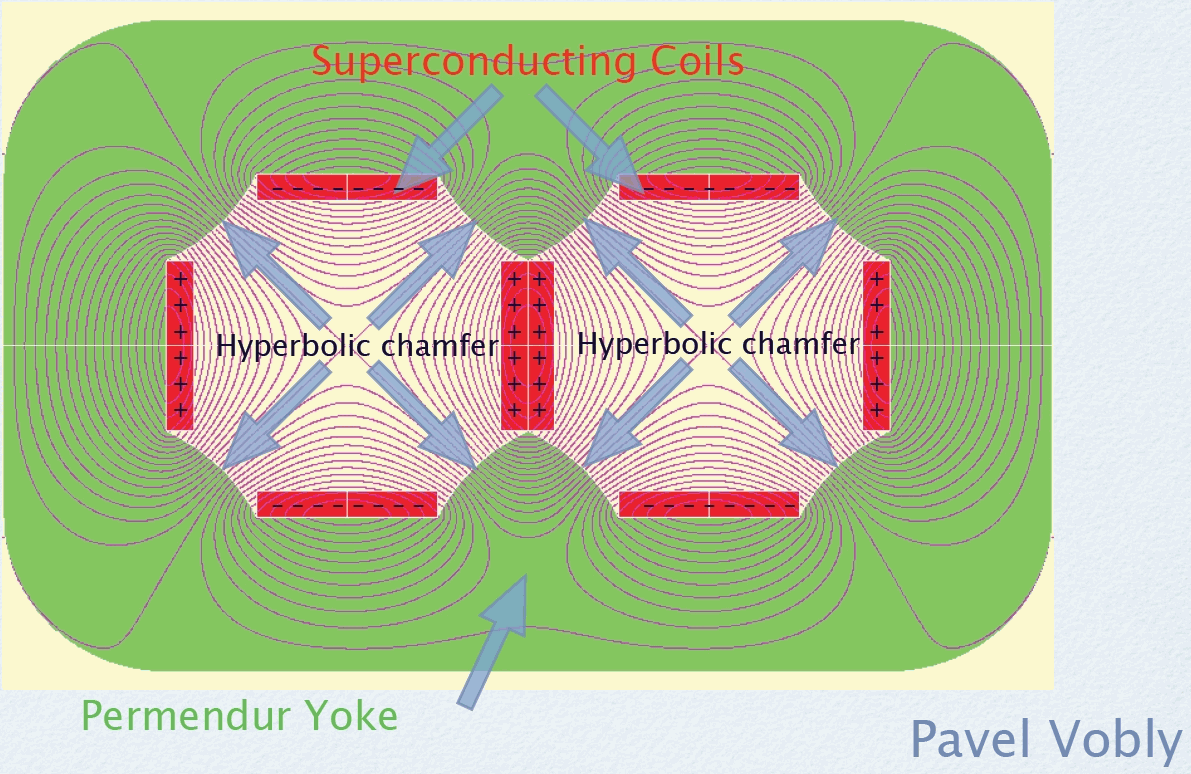 Superconducting Coils
- - - - - - - -
- - - - - - - -
+ + + +
+ + + +
+ + + +
Hyperbolic chamfer Hyperbolic chamfer
+ + + +
+ + + +
+ + + +
- - - - - - - -
- - - - - - - -
Permendur Yoke
Pavel Vobly